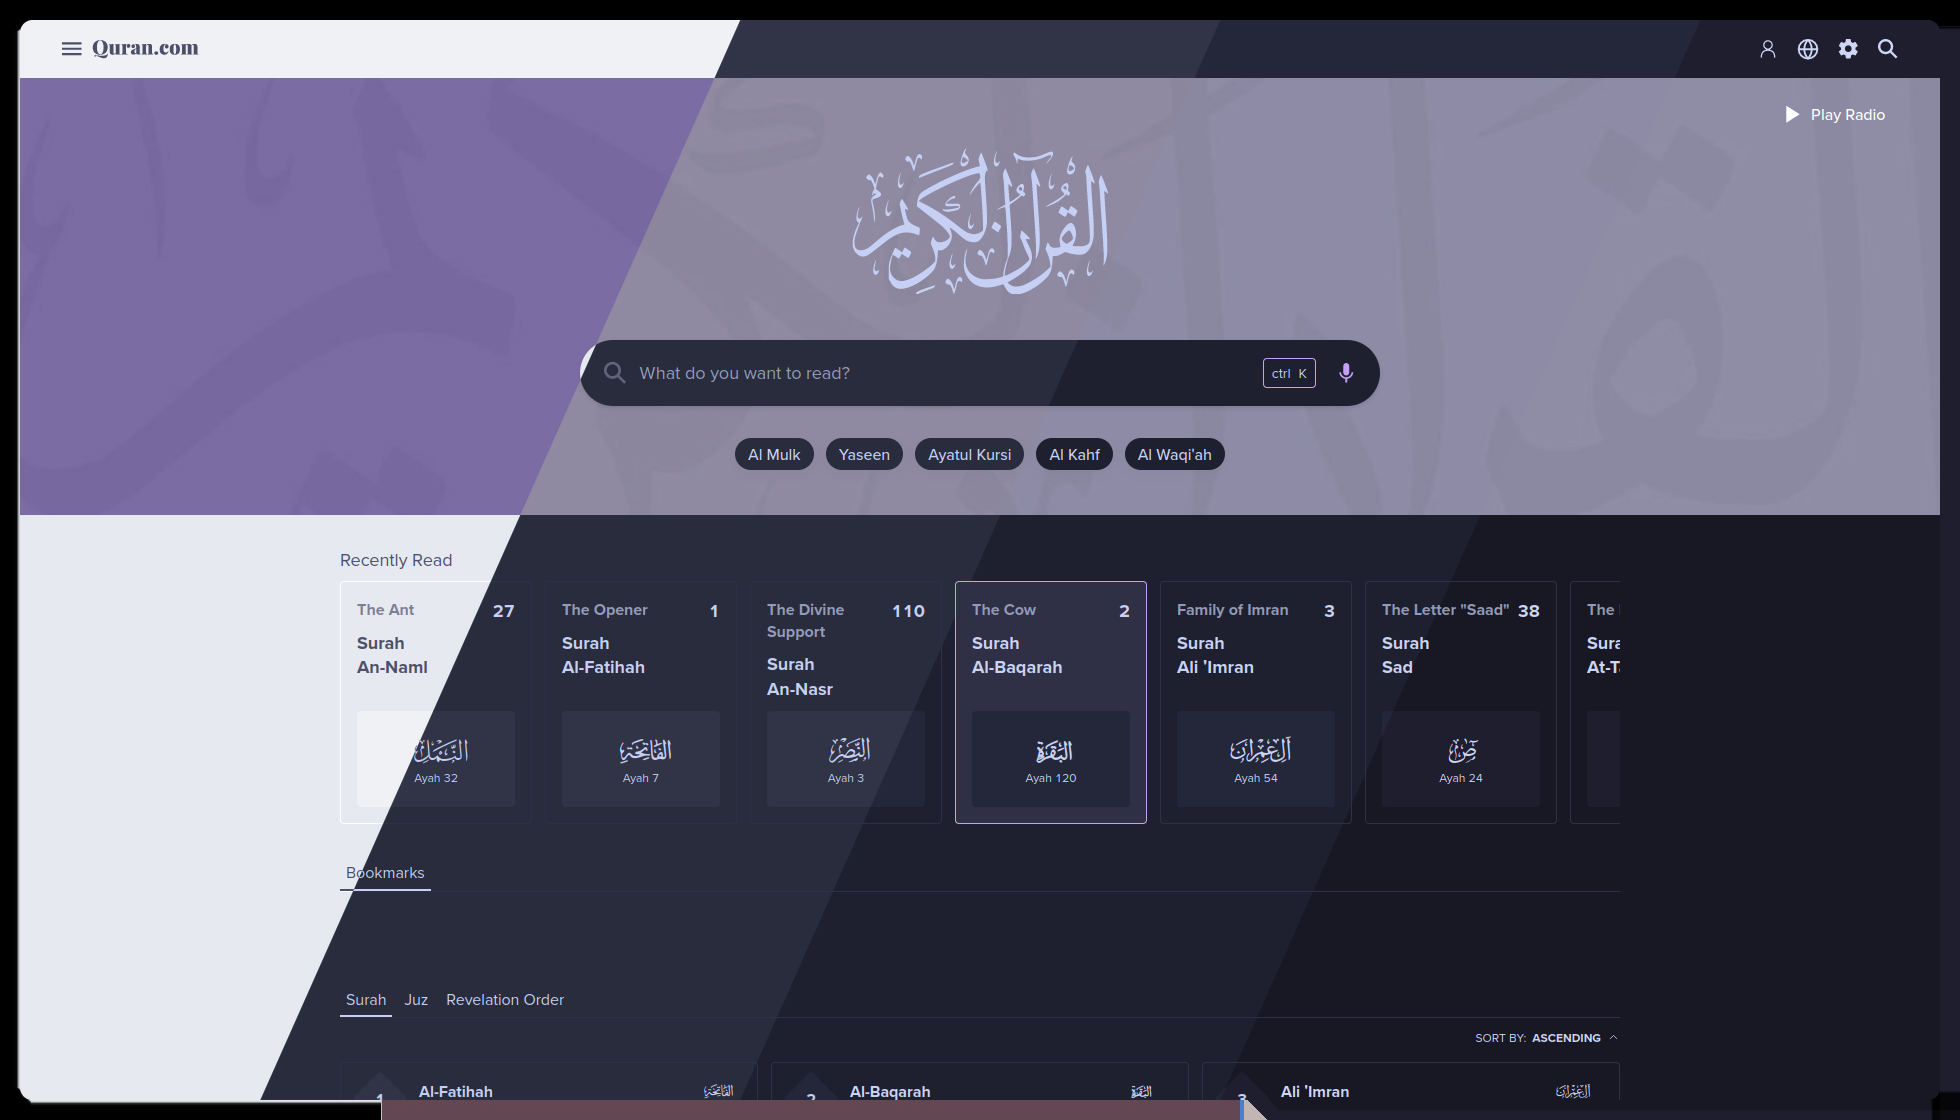 Quran.com
Play Radio
القرآن الكريم
What do you want to read?
ctrl K
Al Mulk Yaseen Ayatul Kursi Al Kahf Al Waqi'ah
Recently Read
The Ant 27
Surah
An-Naml
النمل
Ayah 32
The Opener 1
Surah
Al-Fatihah
الفاتحة
Ayah 7
The Divine 110
Support
Surah
An-Nasr
النصر
Ayah 3
The Cow 2
Surah
Al-Baqarah
البقرة
Ayah 120
Family of Imran 3
Surah
Ali 'Imran
آل عمران
Ayah 54
The Letter "Saad" 38
Surah
Sad
ص
Ayah 24
The
Bookmarks
Surah Juz Revelation Order
SORT BY: ASCENDING
1 Al-Fatihah الفاتحة
2 Al-Baqarah البقرة
3 Ali 'Imran آل عمران